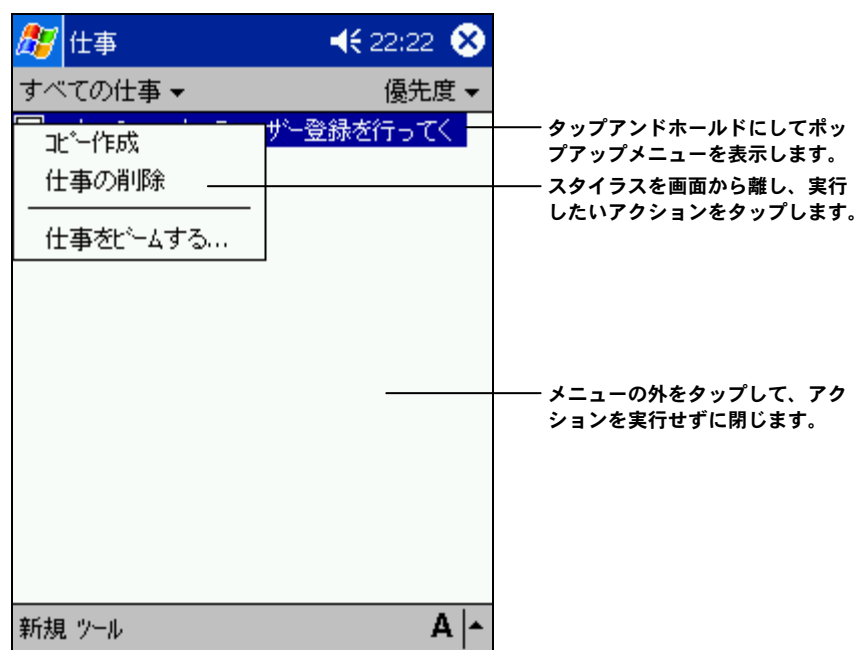 仕事 22:22
すべての仕事 優先度
ｻﾞｰ登録を行ってく
ｺﾋﾟｰ作成
仕事の削除
仕事をﾋﾞｰﾑする...
タップアンドホールドにしてポッ
プアップメニューを表示します。
スタイラスを画面から離し、実行
したいアクションをタップします。
メニューの外をタップして、アク
ションを実行せずに閉じます。
新規 ﾂｰﾙ A